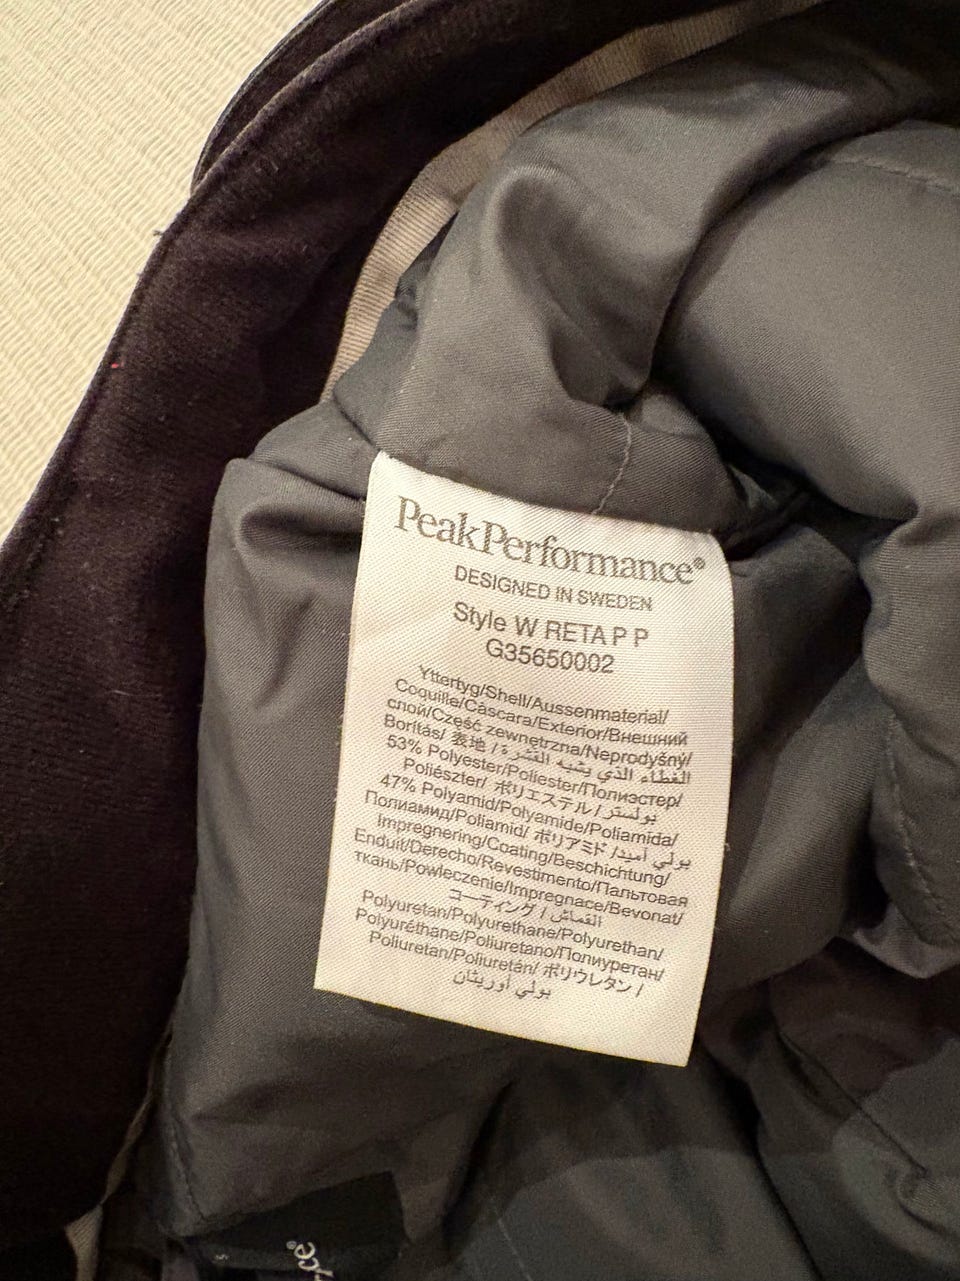 PeakPerformance®
DESIGNED IN SWEDEN
Style W RETA P P
G35650002
Yttertyg/Shell/Aussenmaterial/
Coquille/Cáscara/Exterior/Внешний
слой/Część zewnętrzna/Neprodyšný/
Borítás/ 表地 / الغطاء الذي يشبه القشرة
53% Polyester/Poliester/Полиэстер/
Poliészter/ ポリエステル / بولستر
47% Polyamid/Polyamide/Poliamida/
Полиамид/Poliamid/ ポリアミド / بولي أميد
Impregnering/Coating/Beschichtung/
Enduit/Derecho/Revestimento/Пальтовая
ткань/Powleczenie/Impregnace/Bevonat/
コーティング / القماش
Polyuretan/Polyurethane/Polyurethan/
Polyuréthane/Poliuretano/Полиуретан/
Poliuretan/Poliuretán/ ポリウレタン /
بولي أوريثان